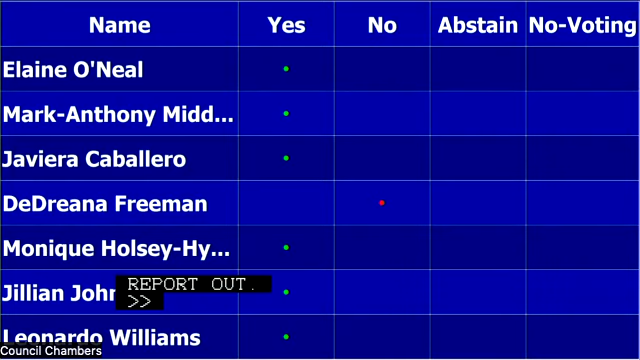 Name Yes No Abstain No-Voting
Elaine O'Neal
Mark-Anthony Midd...
Javiera Caballero
DeDreana Freeman
Monique Holsey-Hy...
Jillian
REPORT OUT.
>>
Leonardo Williams
Council Chambers